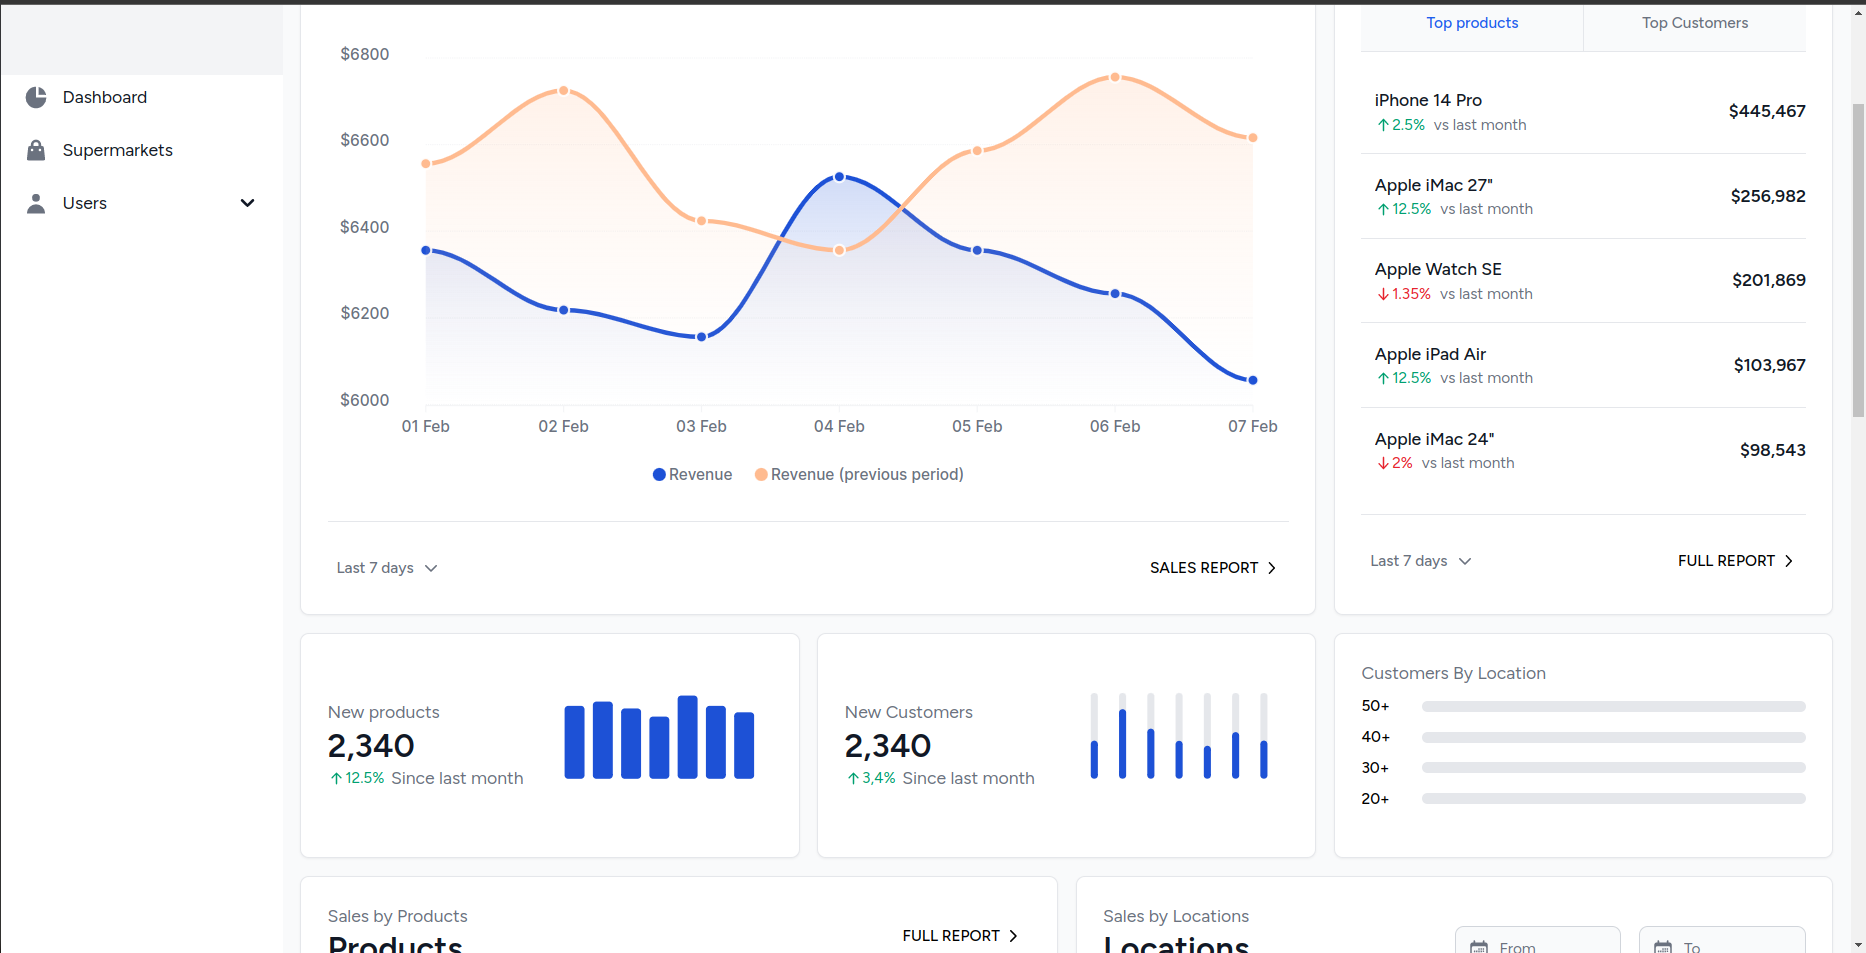 Dashboard
Supermarkets
Users
$6800
$6600
$6400
$6200
$6000
01 Feb 02 Feb 03 Feb 04 Feb 05 Feb 06 Feb 07 Feb
Revenue Revenue (previous period)
Last 7 days SALES REPORT
Top products Top Customers
iPhone 14 Pro
2.5% vs last month
$445,467
Apple iMac 27"
12.5% vs last month
$256,982
Apple Watch SE
1.35% vs last month
$201,869
Apple iPad Air
12.5% vs last month
$103,967
Apple iMac 24"
2% vs last month
$98,543
Last 7 days FULL REPORT
New products
2,340
12.5% Since last month
New Customers
2,340
3,4% Since last month
Customers By Location
50+
40+
30+
20+
Sales by Products
Products
FULL REPORT
Sales by Locations
Locations
From To